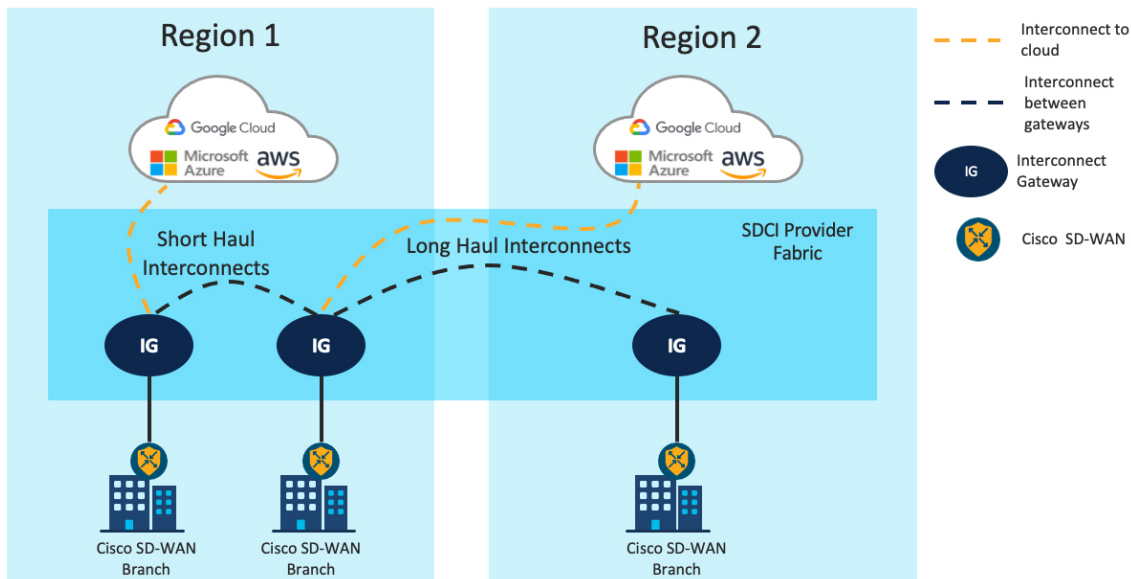 Region 1
Region 2
Google Cloud
Microsoft
Azure
aws
Google Cloud
Microsoft
Azure
aws
Short Haul
Interconnects
Long Haul Interconnects
SDCI Provider
Fabric
IG
IG
IG
Cisco SD-WAN
Branch
Cisco SD-WAN
Branch
Cisco SD-WAN
Branch
Interconnect to
cloud
Interconnect
between
gateways
IG
Interconnect
Gateway
Cisco SD-WAN